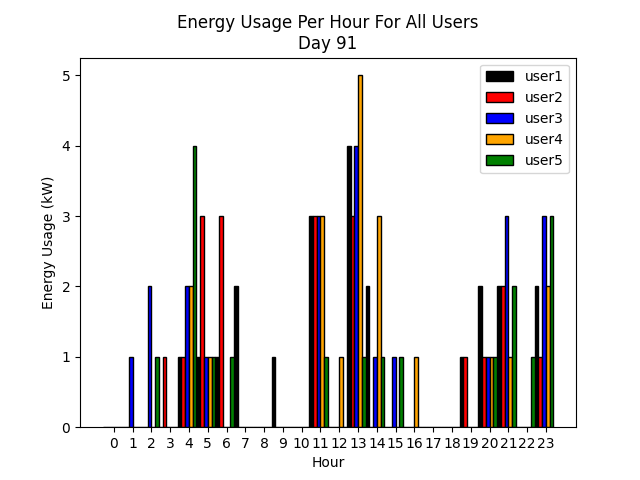 Energy Usage Per Hour For All Users
Day 91
user1
user2
user3
user4
user5
Energy Usage (kW)
5
4
3
2
1
0
0 1 2 3 4 5 6 7 8 9 10 11 12 13 14 15 16 17 18 19 20 21 22 23
Hour